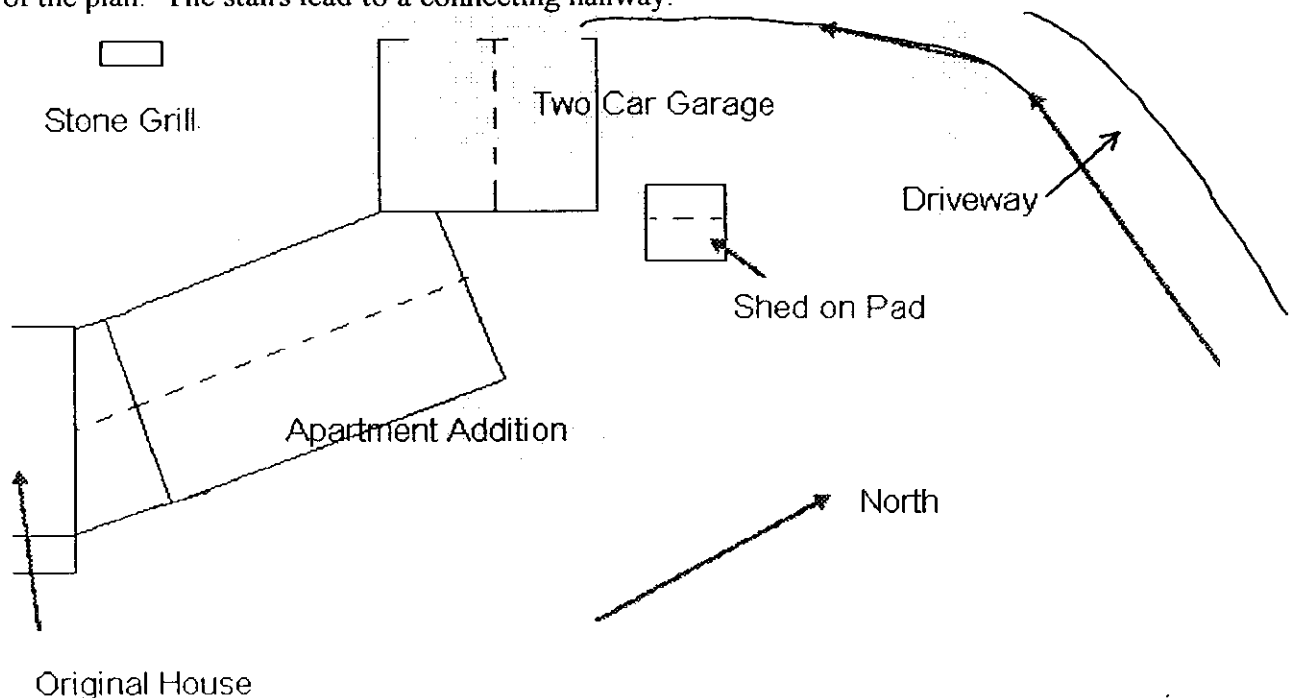 of the plan. The stairs lead to a connecting hallway.
Stone Grill
Two Car Garage
Driveway
Shed on Pad
Apartment Addition
North
Original House